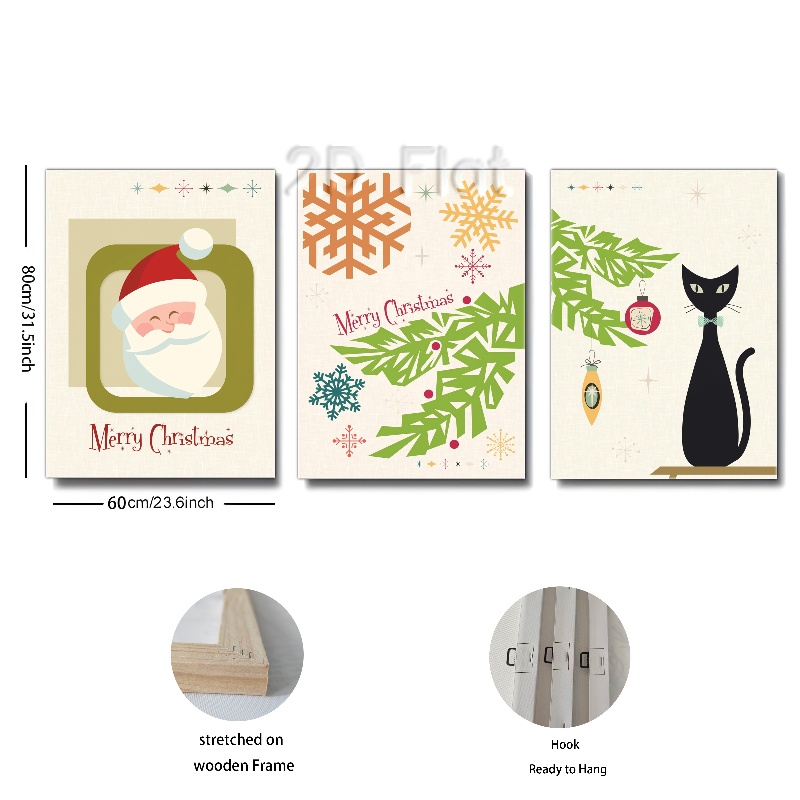 2D Flat
Merry Christmas
Merry Christmas
80cm/31.5inch
60cm/23.6inch
stretched on
wooden Frame
Hook
Ready to Hang